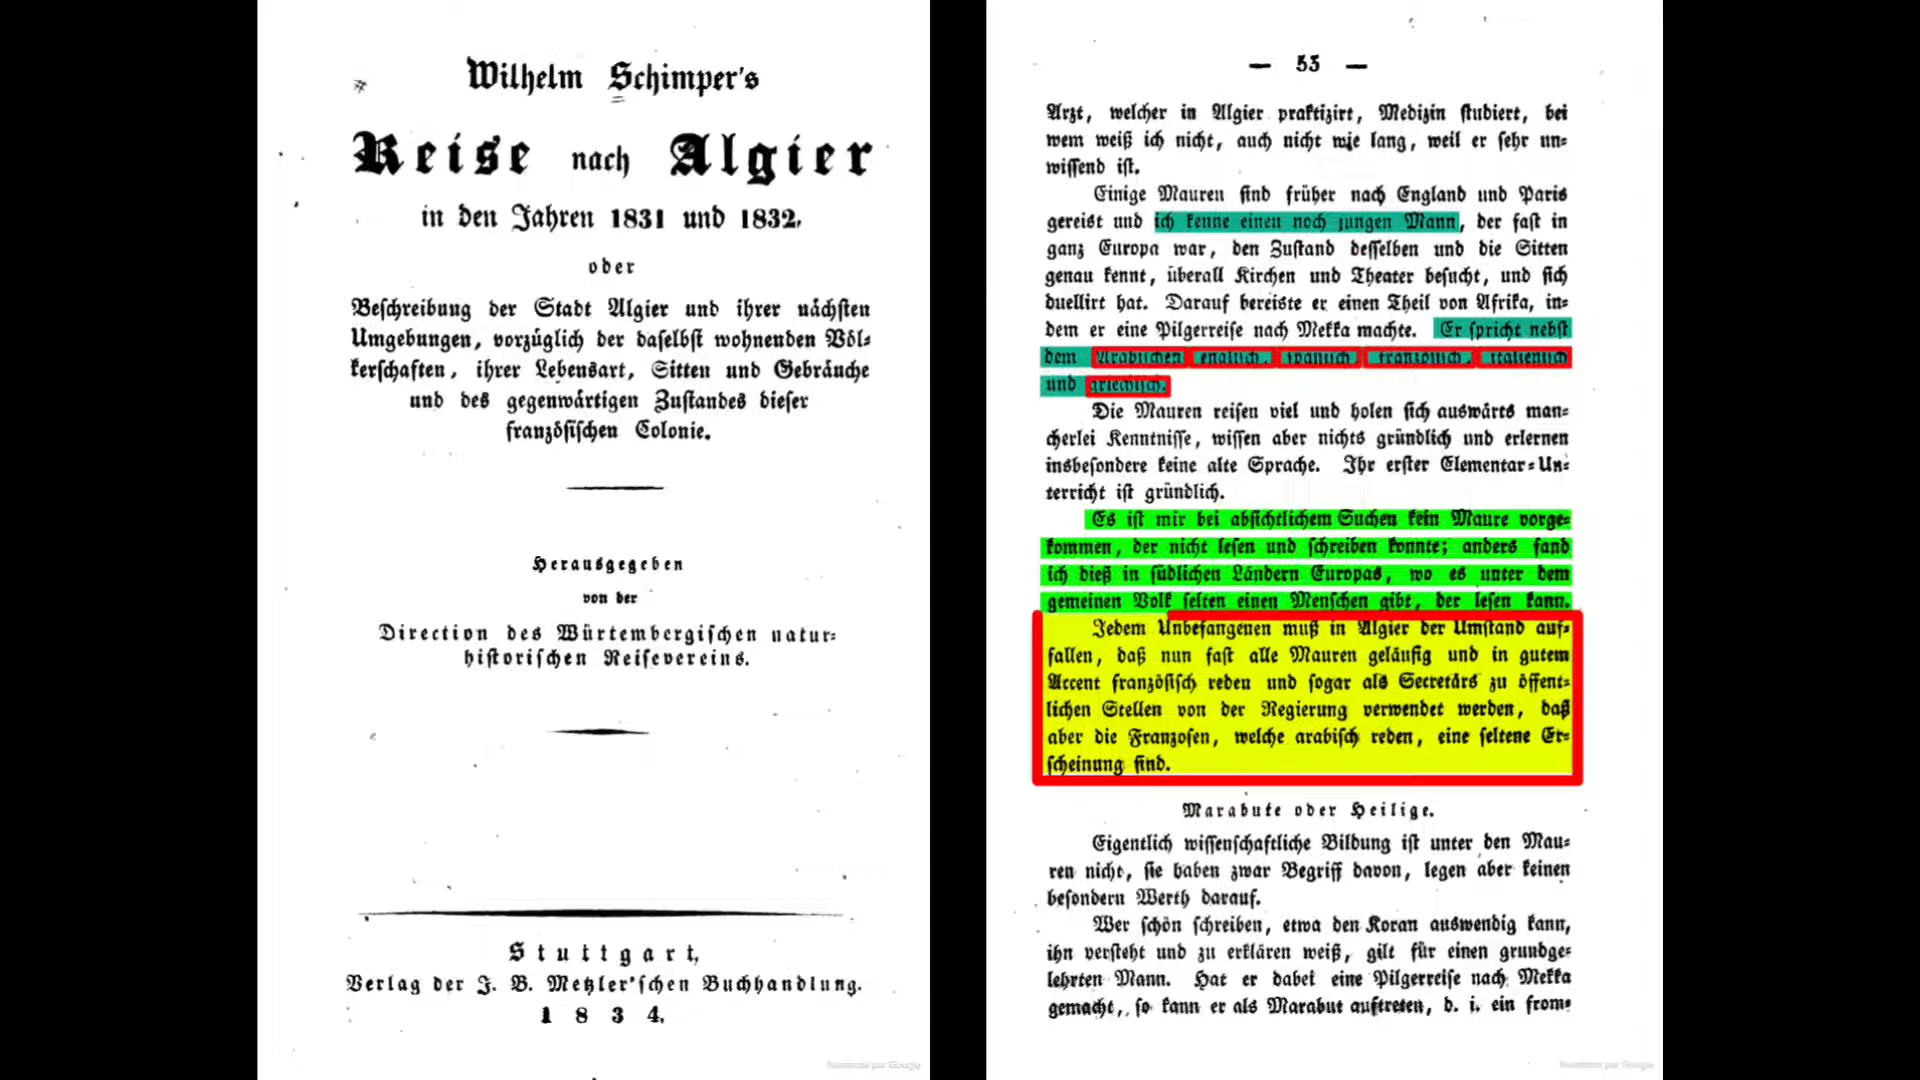 Wilhelm Schimper's
Reise nach Algier
in den Jahren 1831 und 1832,
oder
Beschreibung der Stadt Algier und ihrer nächsten
Umgebungen, vorzüglich der daselbst wohnenden Völ-
kerschaften, ihrer Lebensart, Sitten und Gebräuche
und des gegenwärtigen Zustandes dieser
französischen Colonie.
Herausgegeben
von der
Direction des Würtembergischen natur-
historischen Reisevereins.
Stuttgart,
Verlag der J. B. Metzler'schen Buchhandlung.
1834.
Numérisé par Google
— 53 —
Arzt, welcher in Algier praktizirt, Medizin studiert, bei
wem weiß ich nicht, auch nicht wie lang, weil er sehr un-
wissend ist.
Einige Mauren sind früher nach England und Paris
gereist und ich kenne einen noch jungen Mann, der fast in
ganz Europa war, den Zustand desselben und die Sitten
genau kennt, überall Kirchen und Theater besucht, und sich
duellirt hat. Darauf bereiste er einen Theil von Afrika, in-
dem er eine Pilgerreise nach Mekka machte. Er spricht nebst
dem Arabischen englisch, spanisch, französisch, italienisch
und griechisch.
Die Mauren reisen viel und holen sich auswärts man-
cherlei Kenntnisse, wissen aber nichts gründlich und erlernen
insbesondere keine alte Sprache. Ihr erster Elementar-Un-
terricht ist gründlich.
Es ist mir bei absichtlichem Suchen kein Maure vorge-
kommen, der nicht lesen und schreiben konnte; anders fand
ich dieß in südlichen Ländern Europas, wo es unter dem
gemeinen Volk selten einen Menschen gibt, der lesen kann.
Jedem Unbefangenen muß in Algier der Umstand auf-
fallen, daß nun fast alle Mauren geläufig und in gutem
Accent französisch reden und sogar als Secretärs zu öffent-
lichen Stellen von der Regierung verwendet werden, daß
aber die Franzosen, welche arabisch reden, eine seltene Er-
scheinung sind.
Marabute oder Heilige.
Eigentlich wissenschaftliche Bildung ist unter den Mau-
ren nicht, sie haben zwar Begriff davon, legen aber keinen
besondern Werth darauf.
Wer schön schreiben, etwa den Koran auswendig kann,
ihn versteht und zu erklären weiß, gilt für einen grundge-
lehrten Mann. Hat er dabei eine Pilgerreise nach Mekka
gemacht, so kann er als Marabut auftreten, d. i. ein from-
Numérisé par Google